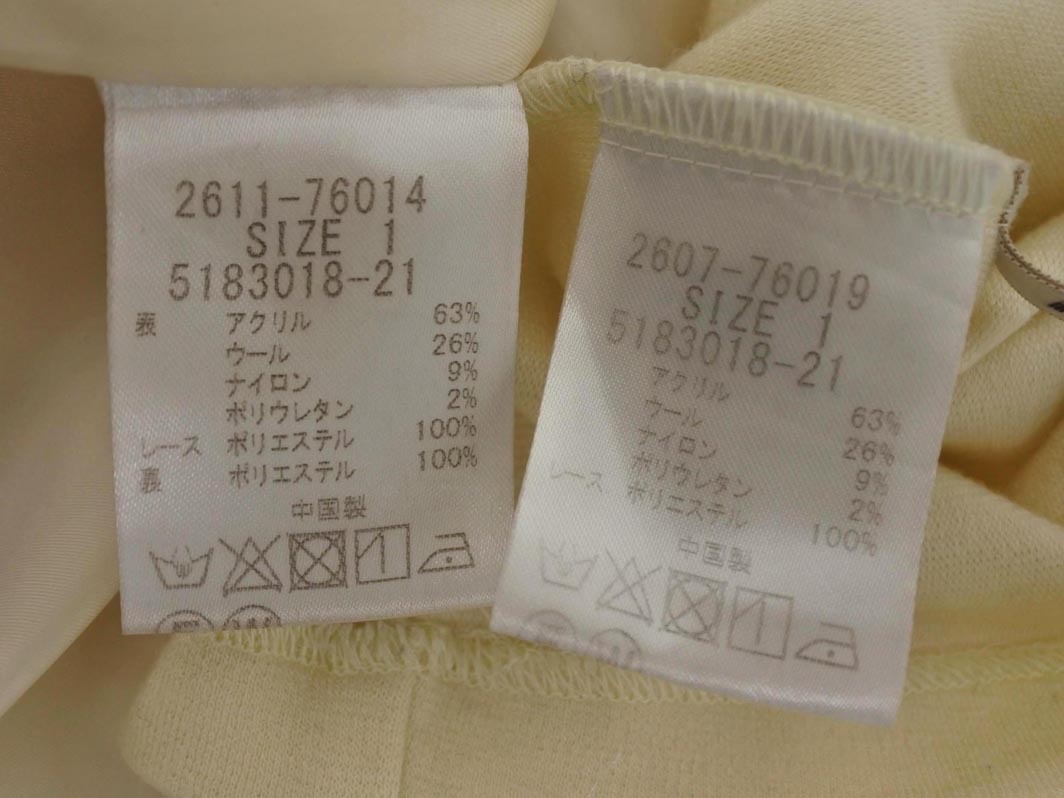 2611-76014
SIZE 1
5183018-21
表 アクリル 63%
ウール 26%
ナイロン 9%
ポリウレタン 2%
レース ポリエステル 100%
裏 ポリエステル 100%
中国製
2607-76019
SIZE 1
5183018-21
アクリル 63%
ウール 26%
ナイロン 9%
ポリウレタン 2%
レース ポリエステル 100%
中国製